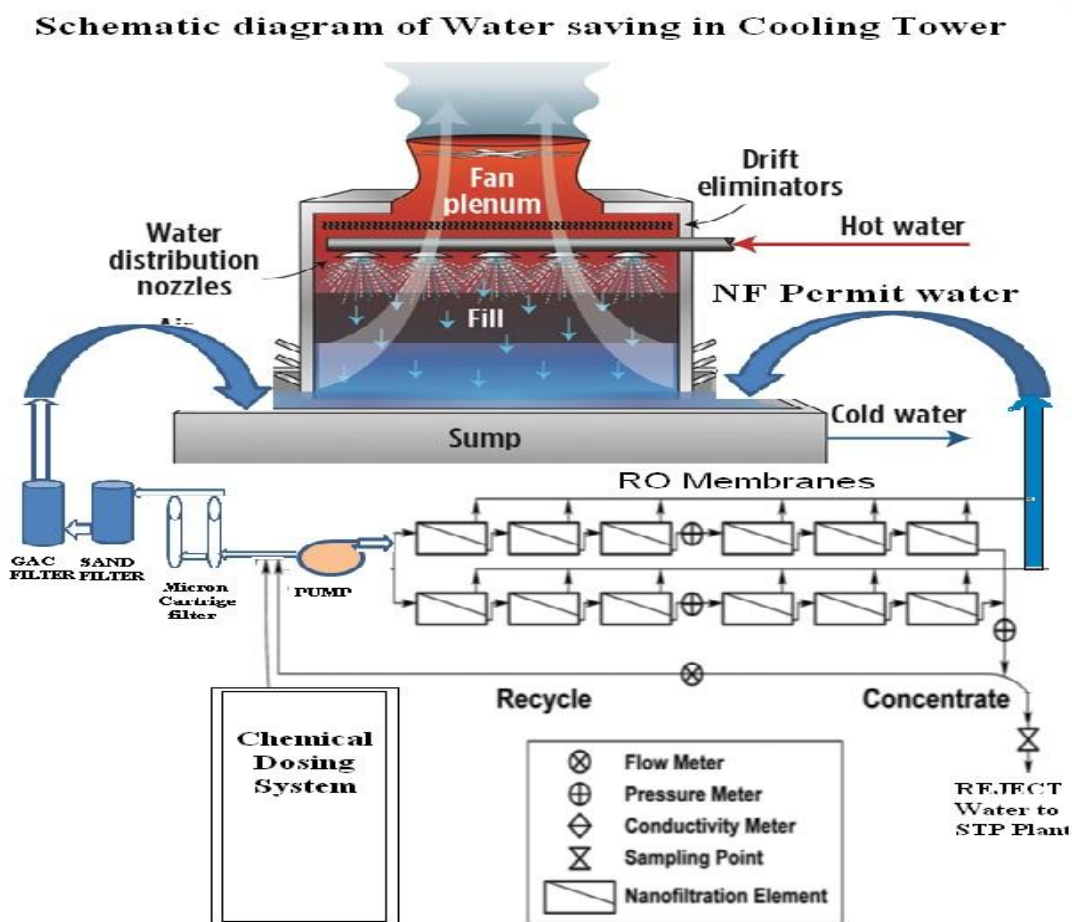 Schematic diagram of Water saving in Cooling Tower
Fan
plenum
Drift
eliminators
Hot water
Water
distribution
nozzles
NF Permit water
Air
Fill
Cold water
Sump
RO Membranes
GAC
FILTER
SAND
FILTER
Micron
Cartrige
filter
PUMP
Recycle
Concentrate
Chemical
Dosing
System
Flow Meter
Pressure Meter
Conductivity Meter
Sampling Point
Nanofiltration Element
REJECT
Water to
STP Plant